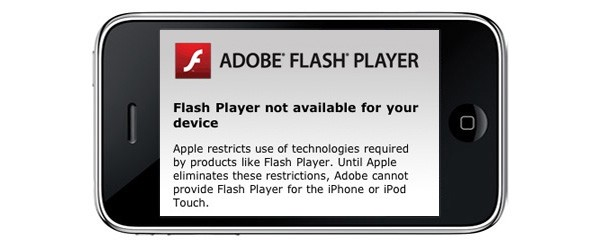 ADOBE® FLASH® PLAYER
Flash Player not available for your
device
Apple restricts use of technologies required
by products like Flash Player. Until Apple
eliminates these restrictions, Adobe cannot
provide Flash Player for the iPhone or iPod
Touch.